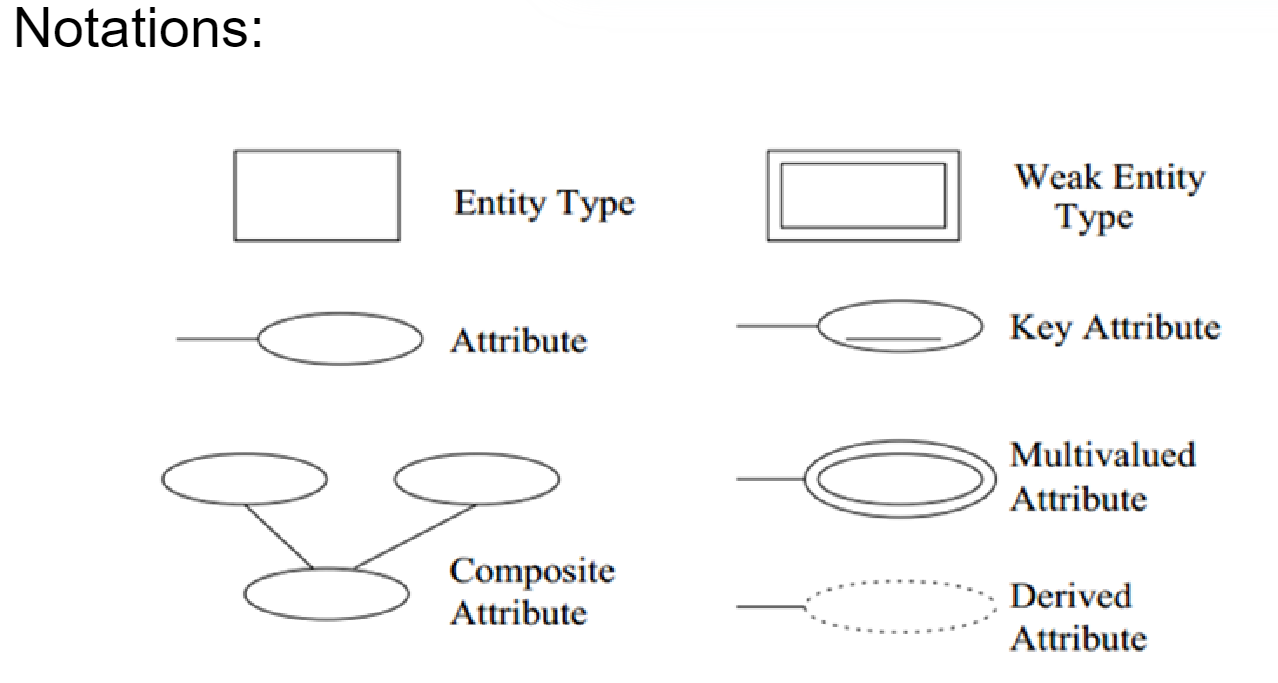 Notations:
Entity Type
Weak Entity
Type
Attribute
Key Attribute
Multivalued
Attribute
Composite
Attribute
Derived
Attribute